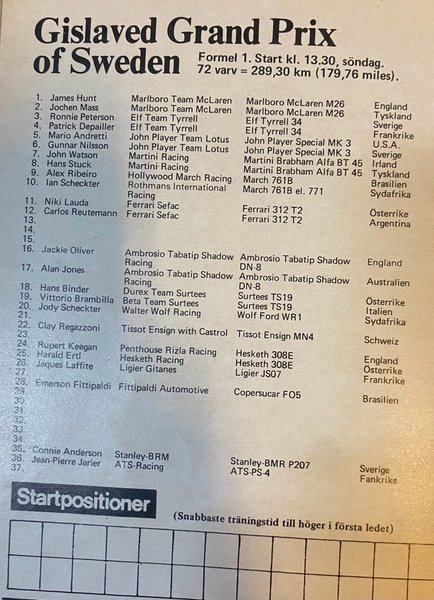 Gislaved Grand Prix
of Sweden
Formel 1. Start kl. 13.30, söndag.
72 varv = 289,30 km (179,76 miles).
1. James Hunt Marlboro Team McLaren Marlboro McLaren M26 England
2. Jochen Mass Marlboro Team McLaren Marlboro McLaren M26 Tyskland
3. Ronnie Peterson Elf Team Tyrrell Elf Tyrrell 34 Sverige
4. Patrick Depailler Elf Team Tyrrell Elf Tyrrell 34 Frankrike
5. Mario Andretti John Player Team Lotus John Player Special MK 3 U.S.A.
6. Gunnar Nilsson John Player Team Lotus John Player Special MK 3 Sverige
7. John Watson Martini Racing Martini Brabham Alfa BT 45 Irland
8. Hans Stuck Martini Racing Martini Brabham Alfa BT 45 Tyskland
9. Alex Ribeiro Hollywood March Racing March 761B Brasilien
10. Ian Scheckter Rothmans International March 761B el. 771 Sydafrika
Racing
11. Niki Lauda Ferrari Sefac Ferrari 312 T2 Österrike
12. Carlos Reutemann Ferrari Sefac Ferrari 312 T2 Argentina
13.
14.
15.
16. Jackie Oliver Ambrosio Tabatip Shadow Ambrosio Tabatip Shadow England
Racing DN-8
17. Alan Jones Ambrosio Tabatip Shadow Ambrosio Tabatip Shadow Australien
Racing DN-8
18. Hans Binder Durex Team Surtees Surtees TS19 Österrike
19. Vittorio Brambilla Beta Team Surtees Surtees TS19 Italien
20. Jody Scheckter Walter Wolf Racing Wolf Ford WR1 Sydafrika
21.
22. Clay Regazzoni Tissot Ensign with Castrol Tissot Ensign MN4 Schweiz
23.
24. Rupert Keegan Penthouse Rizla Racing Hesketh 308E England
25. Harald Ertl Hesketh Racing Hesketh 308E Österrike
26. Jaques Laffite Ligier Gitanes Ligier JS07 Frankrike
27.
28. Emerson Fittipaldi Fittipaldi Automotive Copersucar FO5 Brasilien
29.
30.
31.
32.
33.
34.
35. Connie Anderson Stanley-BRM Stanley-BMR P207 Sverige
38. Jean-Pierre Jarier ATS-Racing ATS-PS-4 Fankrike
37.
Startpositioner
(Snabbaste träningstid till höger i första ledet)